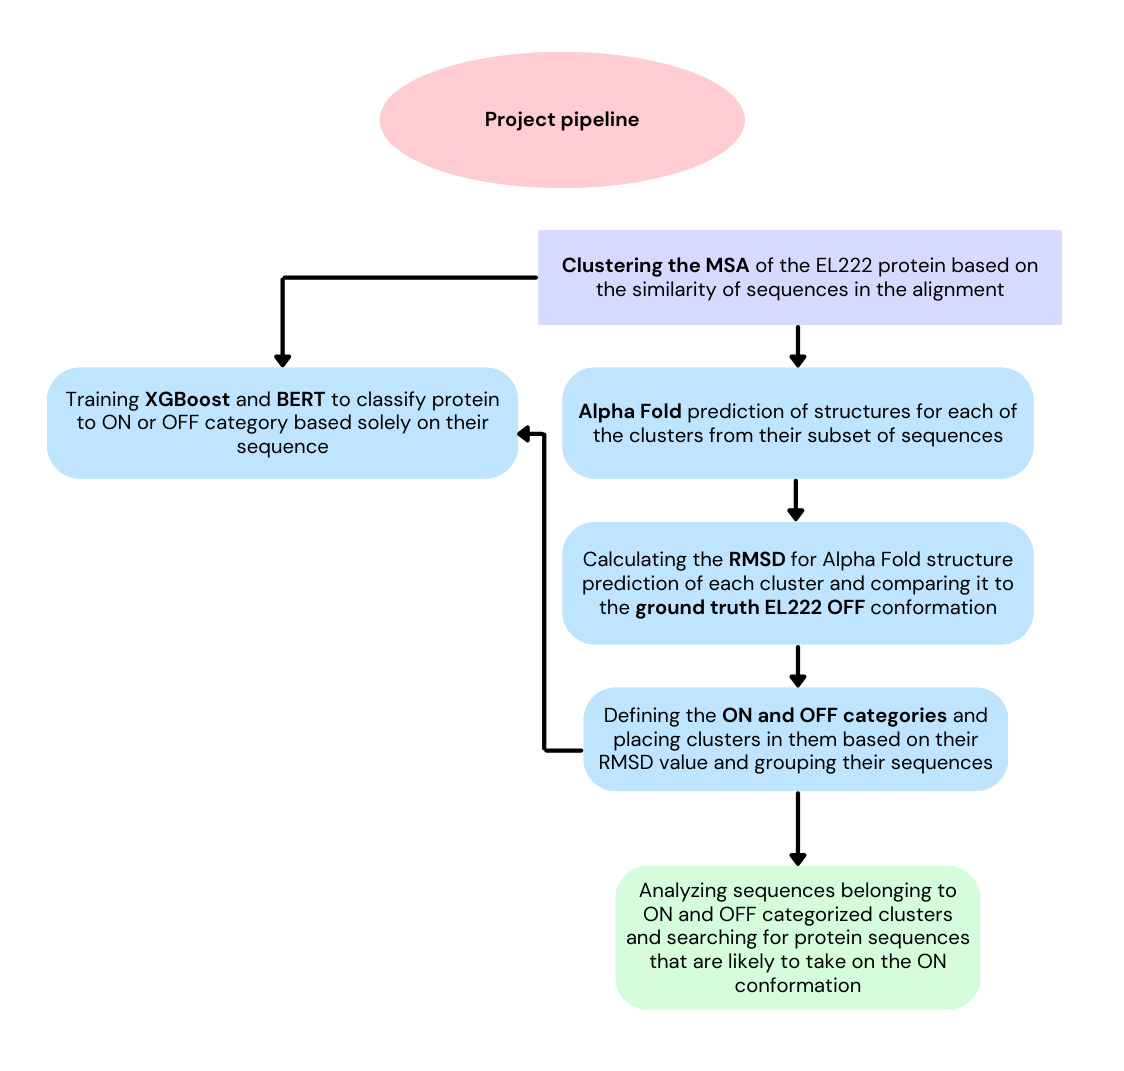 Project pipeline
Clustering the MSA of the EL222 protein based on
the similarity of sequences in the alignment
Training XGBoost and BERT to classify protein
to ON or OFF category based solely on their
sequence
Alpha Fold prediction of structures for each of
the clusters from their subset of sequences
Calculating the RMSD for Alpha Fold structure
prediction of each cluster and comparing it to
the ground truth EL222 OFF conformation
Defining the ON and OFF categories and
placing clusters in them based on their
RMSD value and grouping their sequences
Analyzing sequences belonging to
ON and OFF categorized clusters
and searching for protein sequences
that are likely to take on the ON
conformation